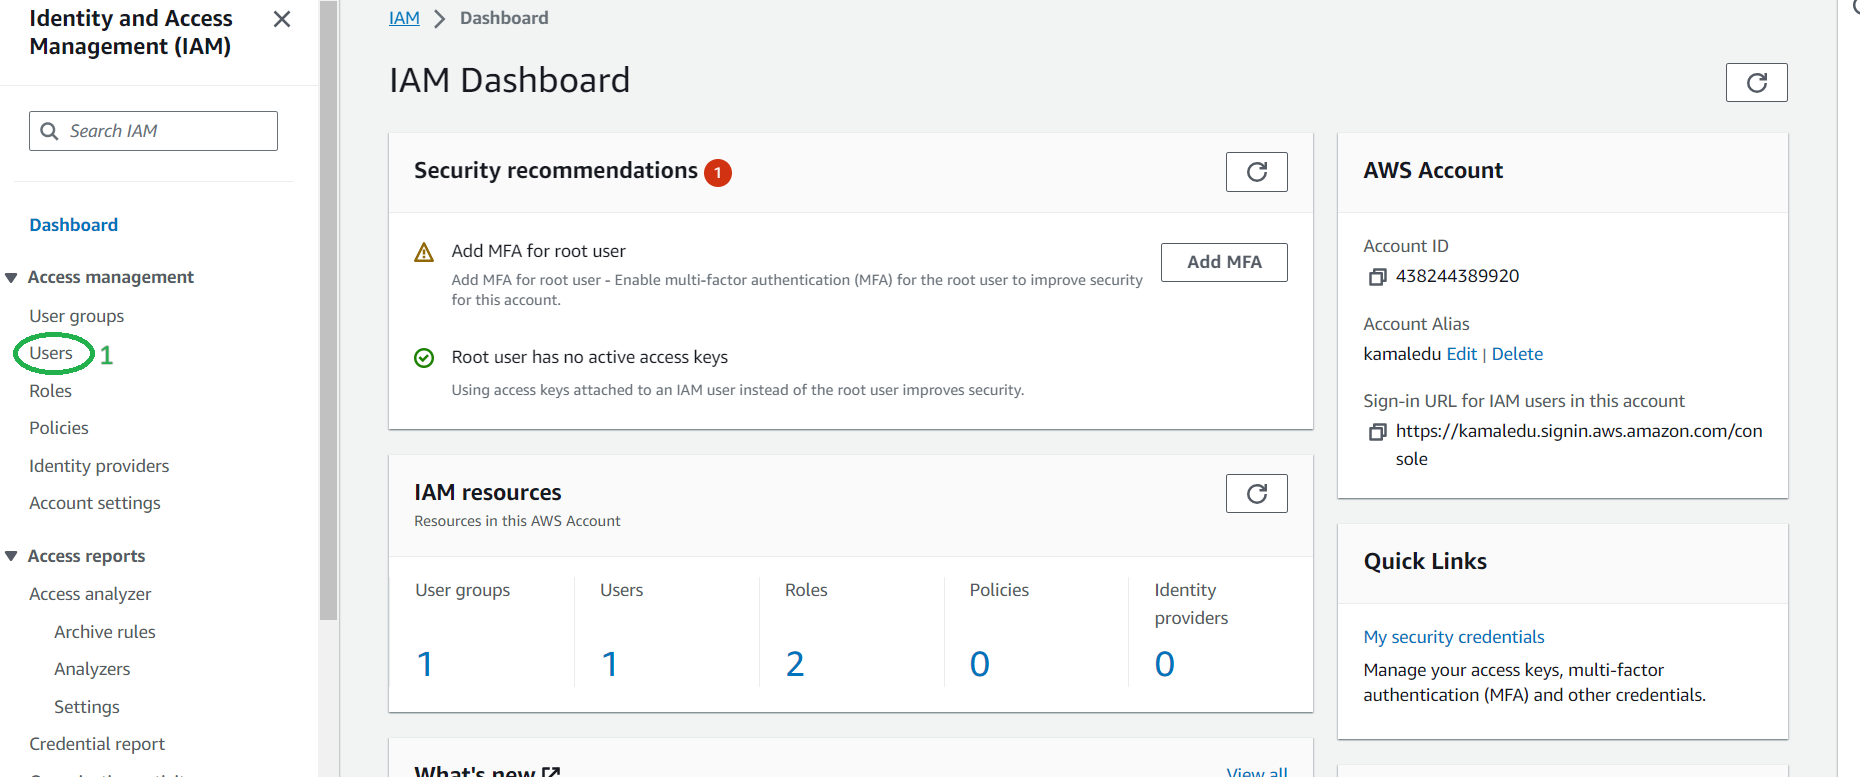 Identity and Access
Management (IAM)
Search IAM
Dashboard
Access management
User groups
Users 1
Roles
Policies
Identity providers
Account settings
Access reports
Access analyzer
Archive rules
Analyzers
Settings
Credential report
IAM > Dashboard
IAM Dashboard
Security recommendations 1
Add MFA for root user
Add MFA
Add MFA for root user - Enable multi-factor authentication (MFA) for the root user to improve security
for this account.
Root user has no active access keys
Using access keys attached to an IAM user instead of the root user improves security.
IAM resources
Resources in this AWS Account
User groups
1
Users
1
Roles
2
Policies
0
Identity
providers
0
What's new
View all
AWS Account
Account ID
438244389920
Account Alias
kamaledu Edit | Delete
Sign-in URL for IAM users in this account
https://kamaledu.signin.aws.amazon.com/con
sole
Quick Links
My security credentials
Manage your access keys, multi-factor
authentication (MFA) and other credentials.